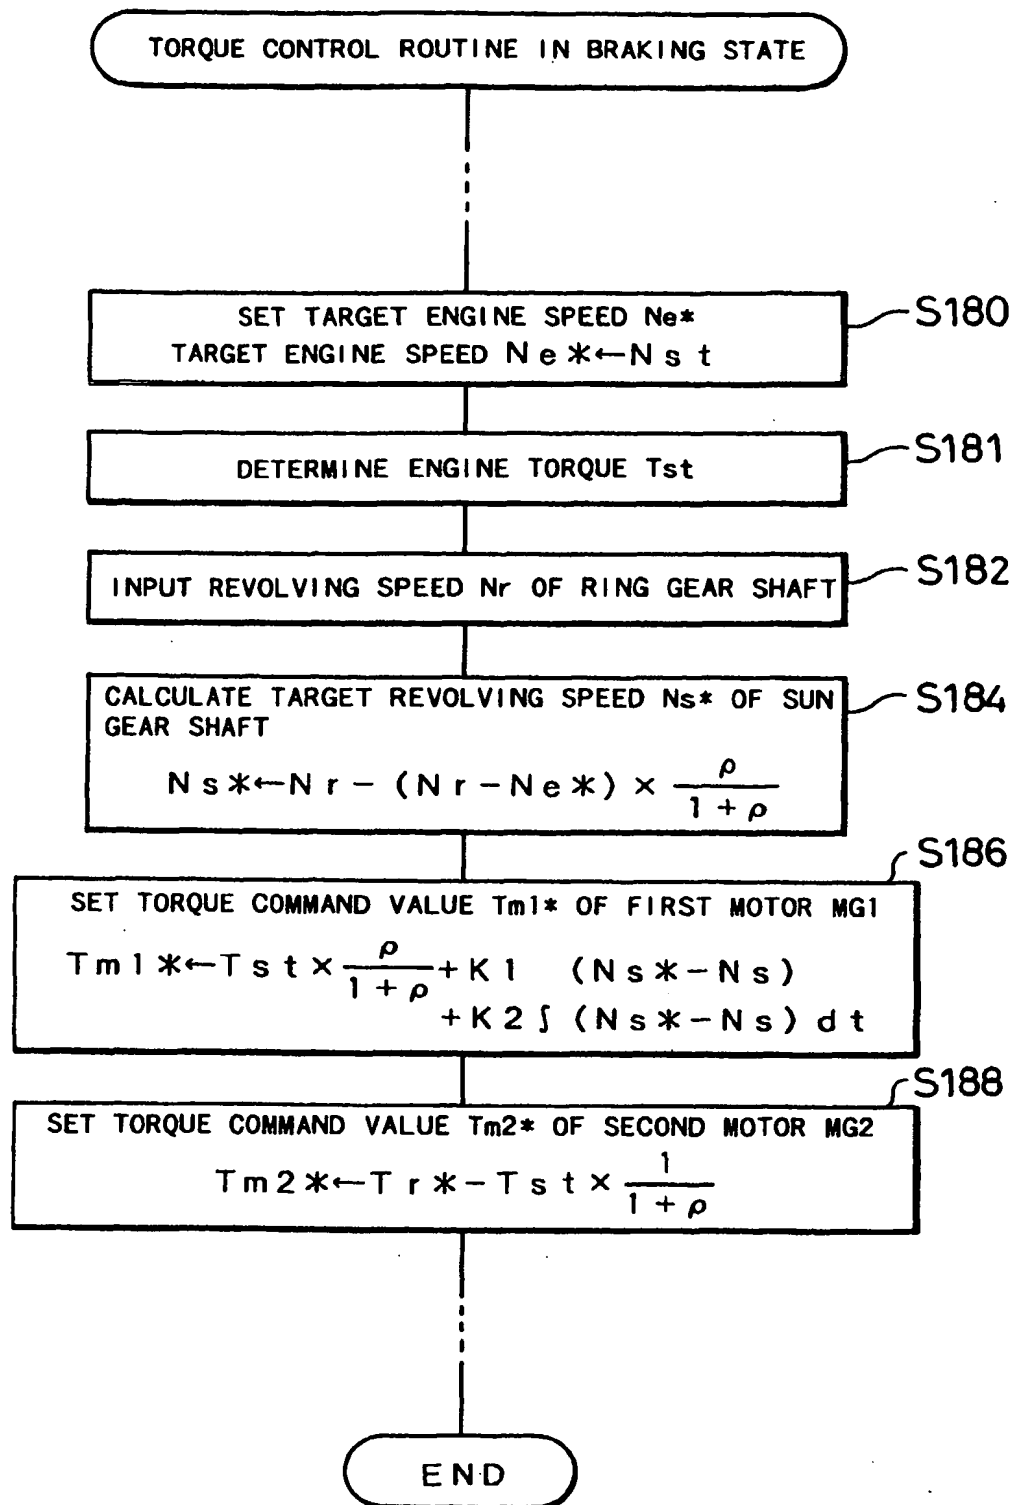 TORQUE CONTROL ROUTINE IN BRAKING STATE
SET TARGET ENGINE SPEED Ne*
TARGET ENGINE SPEED Ne*←Nst
S180
DETERMINE ENGINE TORQUE Tst
S181
INPUT REVOLVING SPEED Nr OF RING GEAR SHAFT
S182
CALCULATE TARGET REVOLVING SPEED Ns* OF SUN
GEAR SHAFT
Ns*←Nr-(Nr-Ne*)×ρ/(1+ρ)
S184
SET TORQUE COMMAND VALUE Tm1* OF FIRST MOTOR MG1
Tm1*←Tst×ρ/(1+ρ)+K1 (Ns*-Ns)
+K2∫(Ns*-Ns)dt
S186
SET TORQUE COMMAND VALUE Tm2* OF SECOND MOTOR MG2
Tm2*←Tr*-Tst×1/(1+ρ)
S188
END